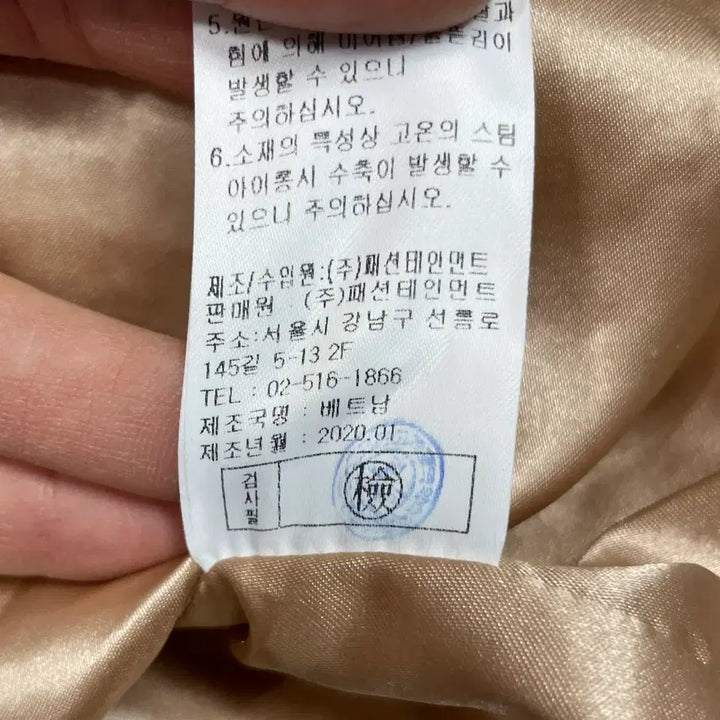 힘에 의해
발생할 수 있으니
주의하십시오.
6.소재의 특성상 고온의 스팀
아이롱시 수축이 발생할 수
있으니 주의하십시오.
제조/수입원:(주)패션테인먼트
판매원 (주)패션테인먼트
주소:서울시 강남구 선릉로
145길 5-13 2F
TEL : 02-516-1866
제조국명 : 베트남
제조년월 : 2020.01
검사필
檢